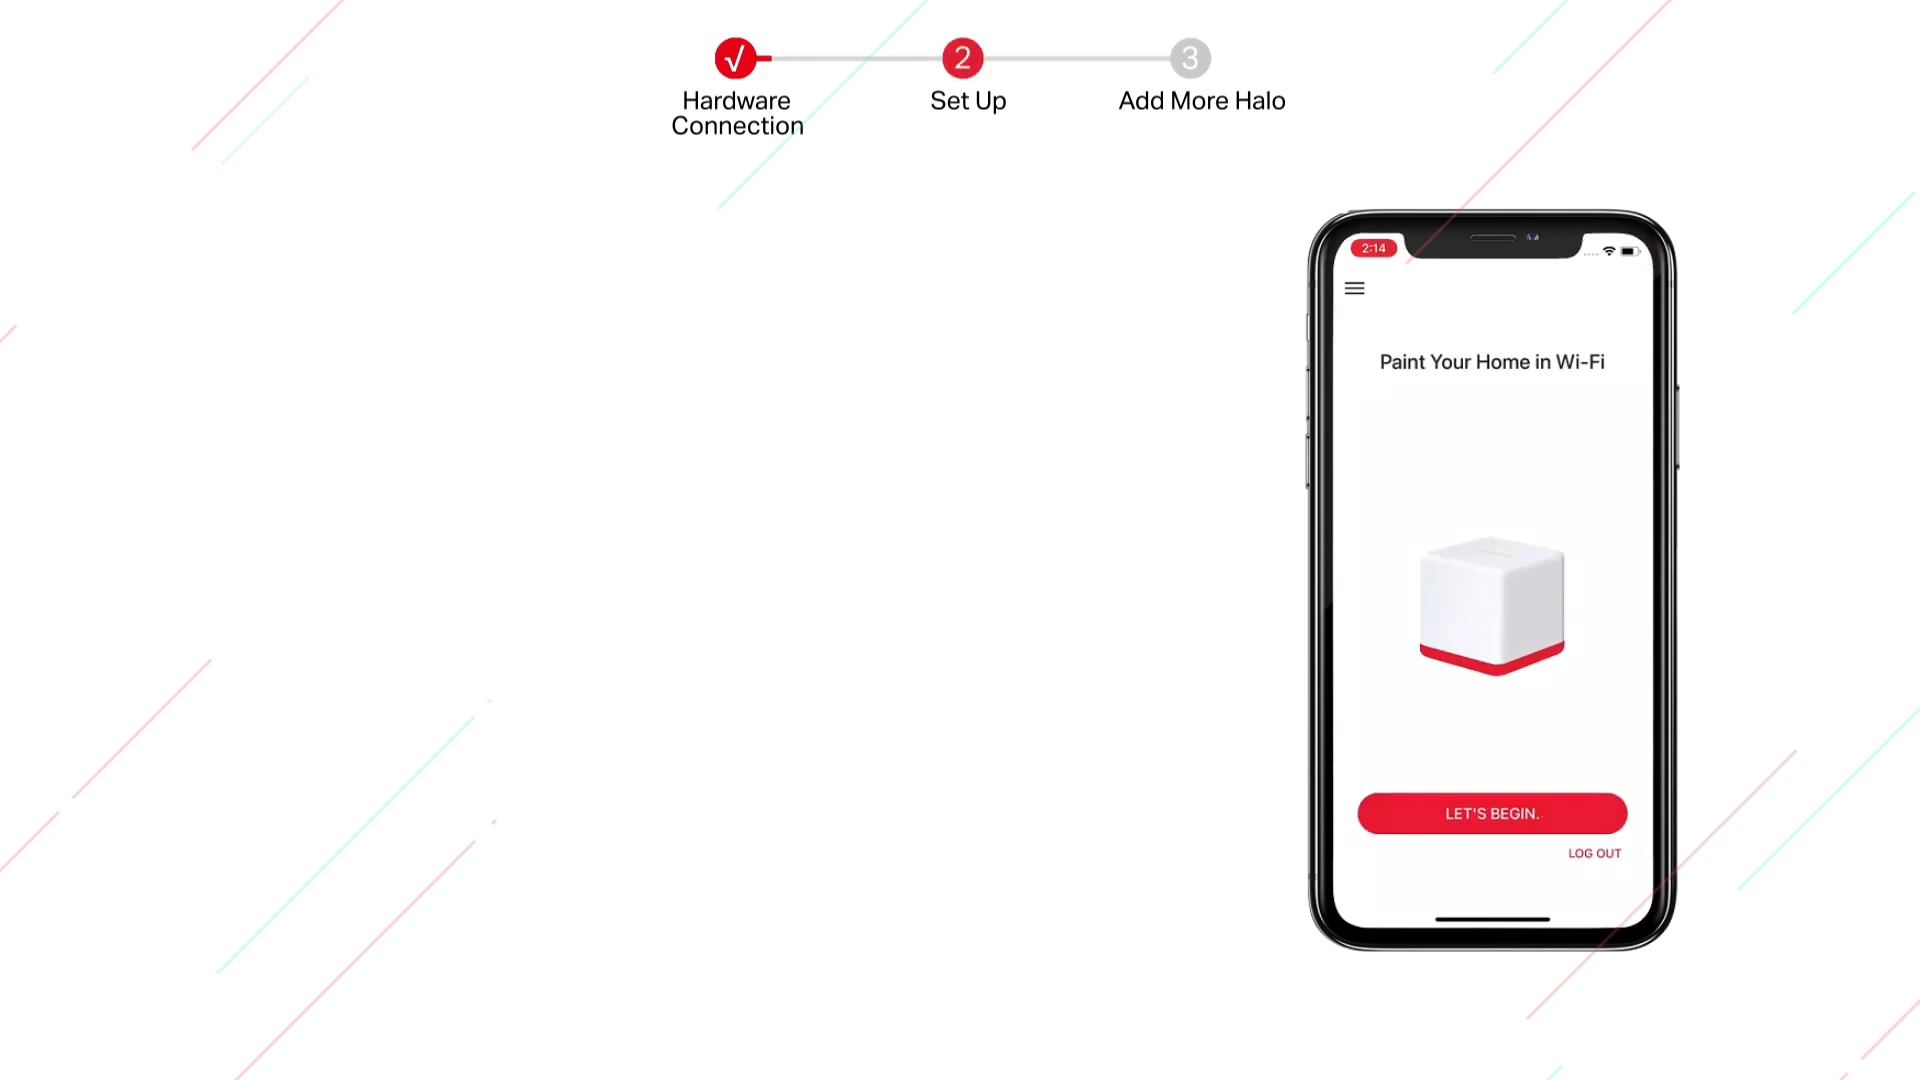 √ 2 3
Hardware
Connection
Set Up
Add More Halo
2:14
Paint Your Home in Wi-Fi
LET'S BEGIN.
LOG OUT